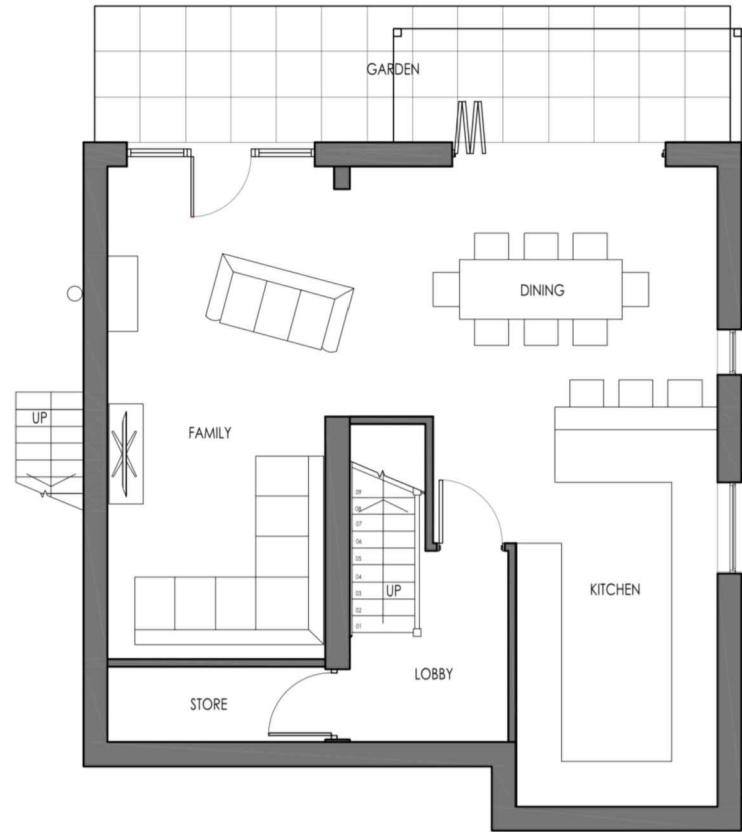 GARDEN
DINING
UP
FAMILY
09
08
07
06
05
04
03
02
01
UP
KITCHEN
LOBBY
STORE